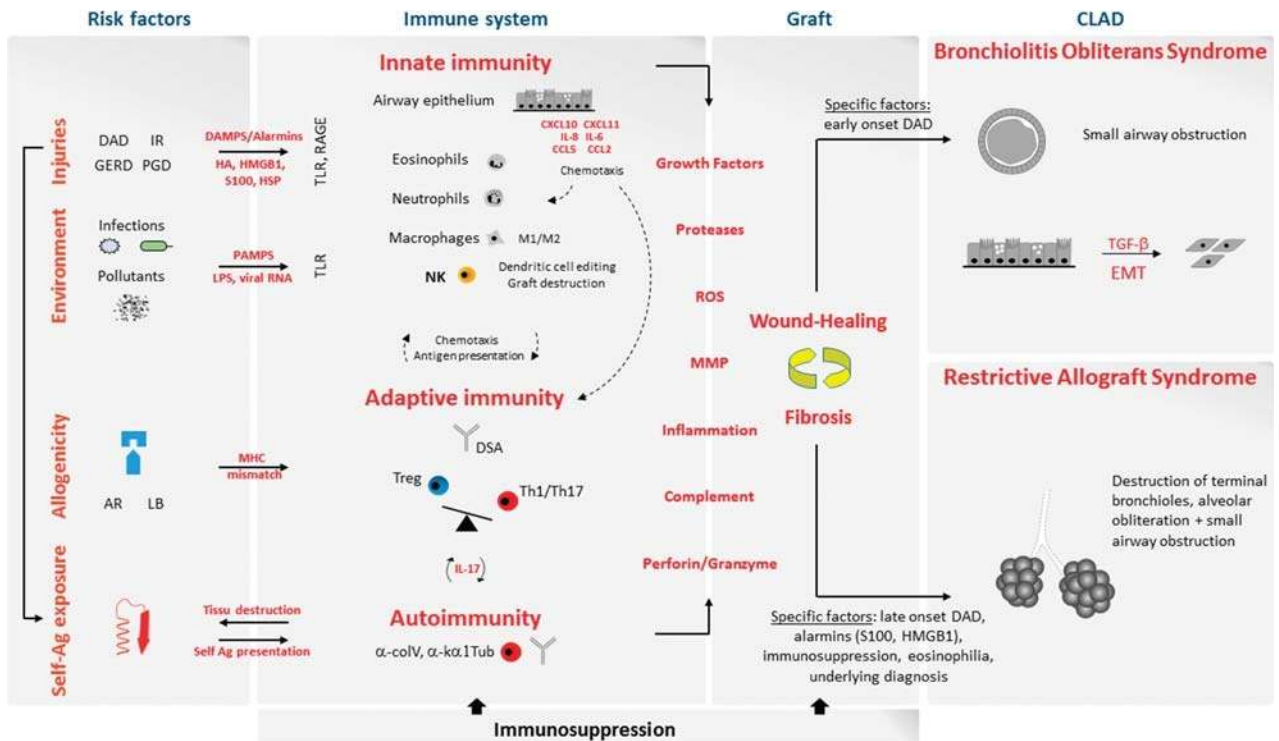 Risk factors
Immune system
Graft
CLAD
Injuries
DAD IR
GERD PGD
DAMPS/Alarmins
HA, HMGB1,
S100, HSP
TLR, RAGE
Environment
Infections
Pollutants
PAMPS
LPS, viral RNA
TLR
Allogenicity
AR LB
MHC
mismatch
Self-Ag exposure
Tissu destruction
Self Ag presentation
Innate immunity
Airway epithelium
CXCL10 CXCL11
IL-8 IL-6
CCL5 CCL2
Chemotaxis
Eosinophils
Neutrophils
Macrophages
M1/M2
NK
Dendritic cell editing
Graft destruction
Chemotaxis
Antigen presentation
Adaptive immunity
DSA
Treg
Th1/Th17
IL-17
Autoimmunity
α-colV, α-kα1Tub
Growth Factors
Proteases
ROS
MMP
Inflammation
Complement
Perforin/Granzyme
Wound-Healing
Fibrosis
Specific factors:
early onset DAD
Specific factors: late onset DAD,
alarmins (S100, HMGB1),
immunosuppression, eosinophilia,
underlying diagnosis
Bronchiolitis Obliterans Syndrome
Small airway obstruction
TGF-β
EMT
Restrictive Allograft Syndrome
Destruction of terminal
bronchioles, alveolar
obliteration + small
airway obstruction
Immunosuppression